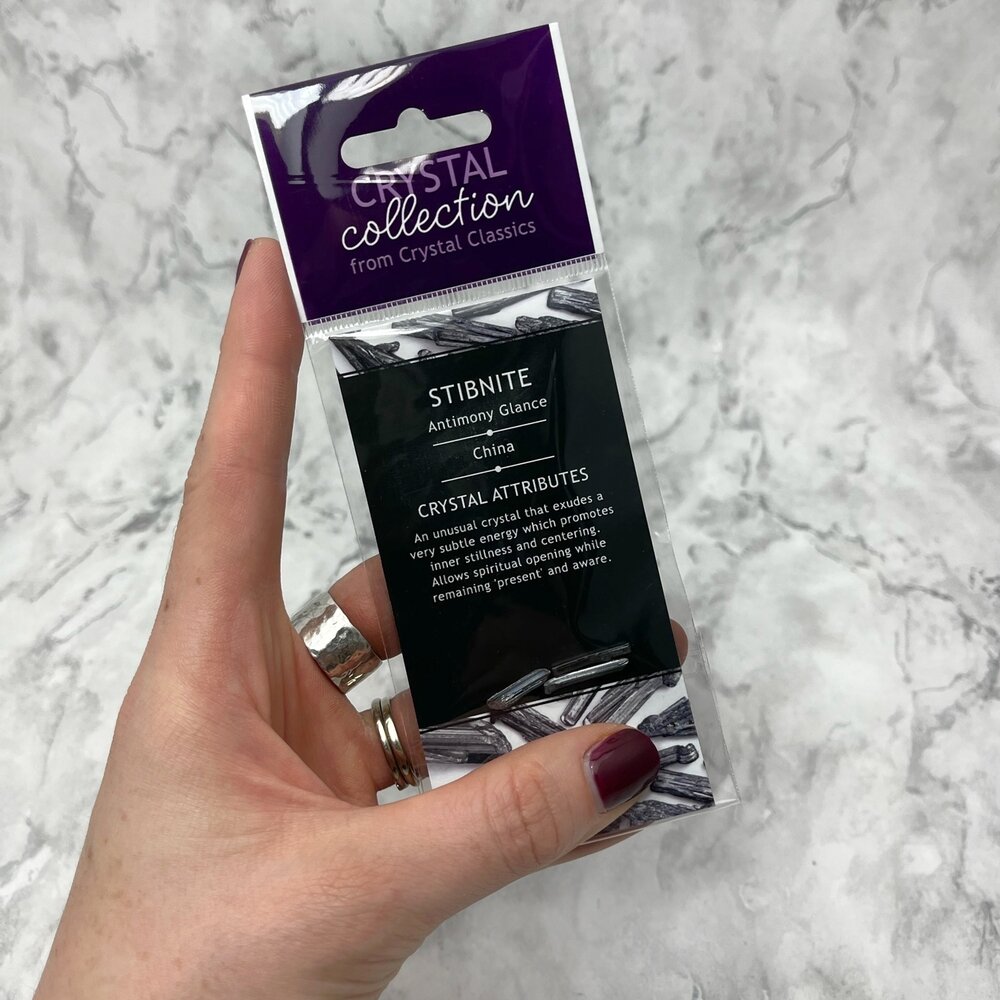 CRYSTAL
collection
from Crystal Classics
STIBNITE
Antimony Glance
China
CRYSTAL ATTRIBUTES
An unusual crystal that exudes a
very subtle energy which promotes
inner stillness and centering.
Allows spiritual opening while
remaining 'present' and aware.